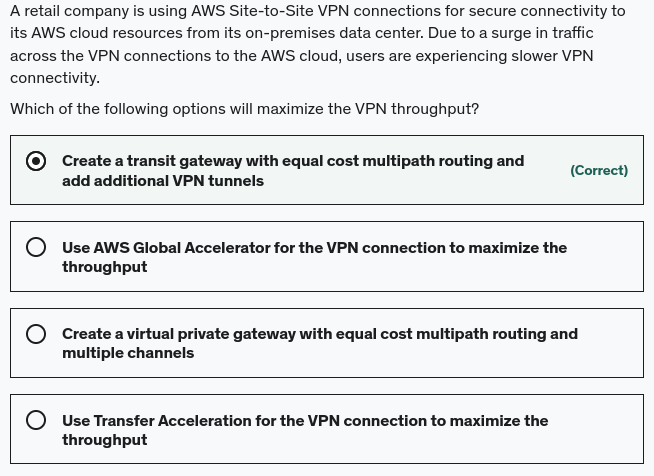 A retail company is using AWS Site-to-Site VPN connections for secure connectivity to
its AWS cloud resources from its on-premises data center. Due to a surge in traffic
across the VPN connections to the AWS cloud, users are experiencing slower VPN
connectivity.
Which of the following options will maximize the VPN throughput?
Create a transit gateway with equal cost multipath routing and
add additional VPN tunnels
(Correct)
Use AWS Global Accelerator for the VPN connection to maximize the
throughput
Create a virtual private gateway with equal cost multipath routing and
multiple channels
Use Transfer Acceleration for the VPN connection to maximize the
throughput